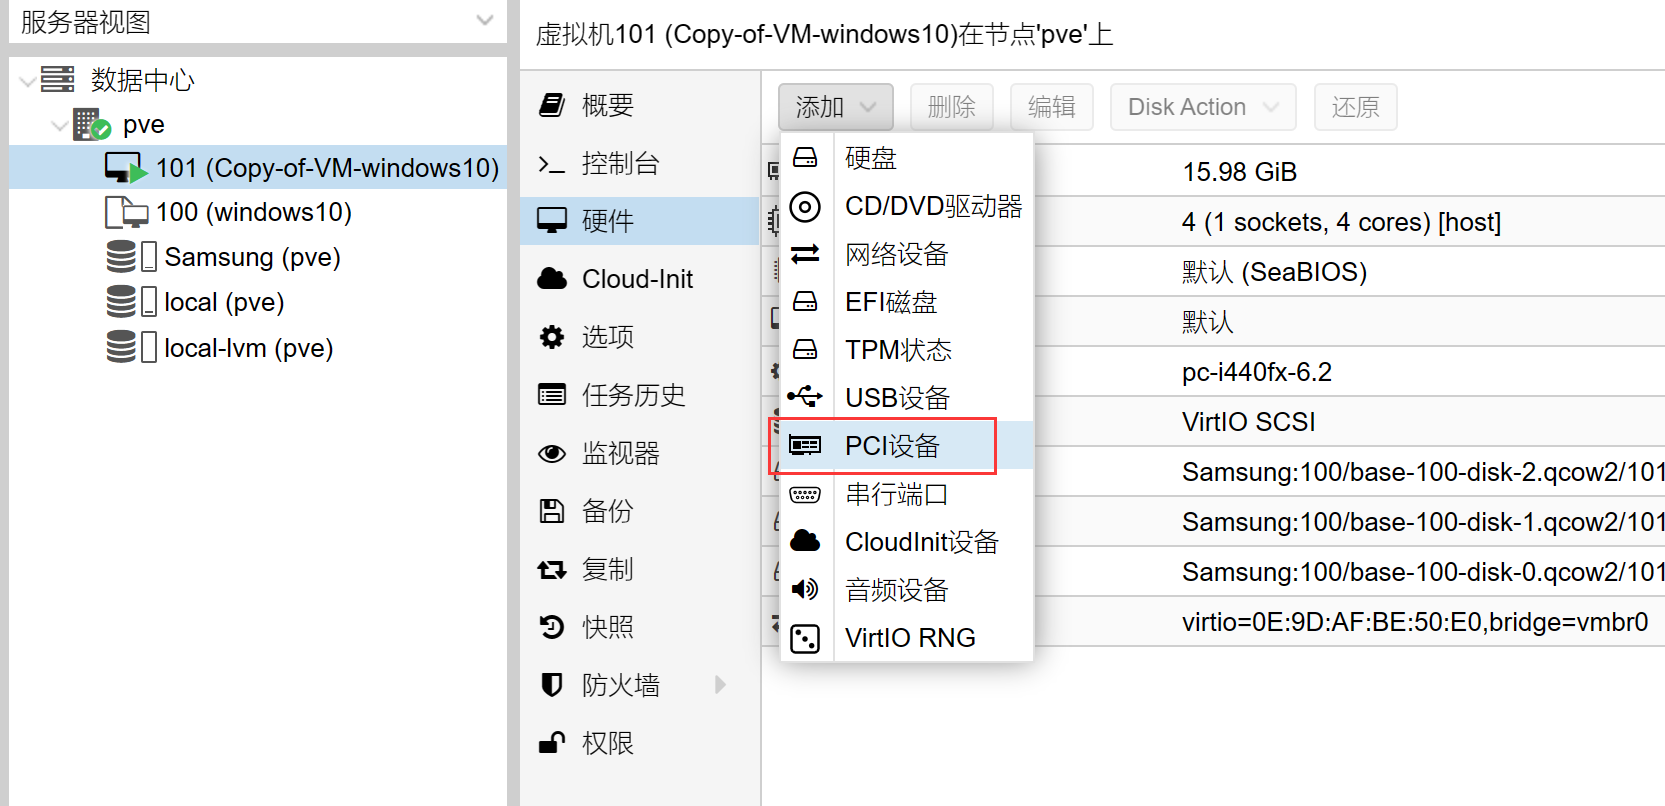 服务器视图
数据中心
pve
101 (Copy-of-VM-windows10)
100 (windows10)
Samsung (pve)
local (pve)
local-lvm (pve)
虚拟机101 (Copy-of-VM-windows10)在节点'pve'上
概要
控制台
硬件
Cloud-Init
选项
任务历史
监视器
备份
复制
快照
防火墙
权限
添加 删除 编辑 Disk Action 还原
硬盘
CD/DVD驱动器
网络设备
EFI磁盘
TPM状态
USB设备
PCI设备
串行端口
CloudInit设备
音频设备
VirtIO RNG
15.98 GiB
4 (1 sockets, 4 cores) [host]
默认 (SeaBIOS)
默认
pc-i440fx-6.2
VirtIO SCSI
Samsung:100/base-100-disk-2.qcow2/101
Samsung:100/base-100-disk-1.qcow2/101
Samsung:100/base-100-disk-0.qcow2/101
virtio=0E:9D:AF:BE:50:E0,bridge=vmbr0